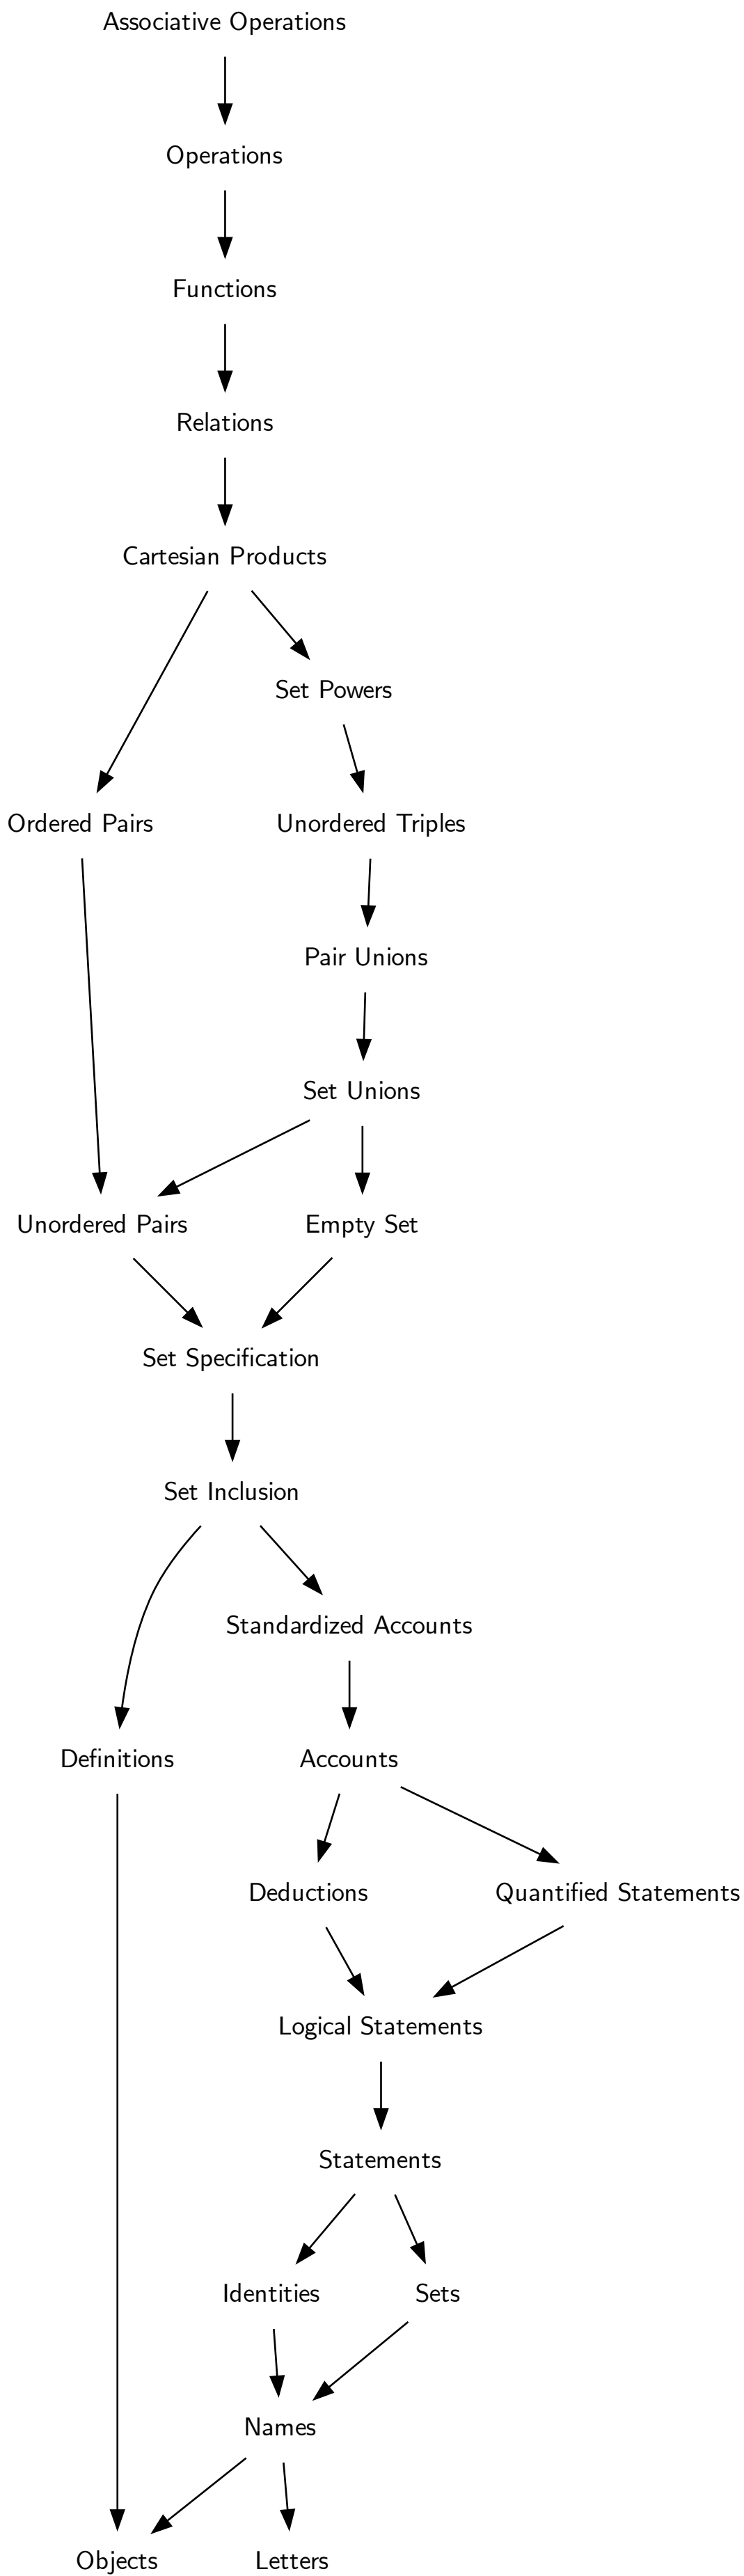 Associative Operations
Operations
Functions
Relations
Cartesian Products
Set Powers
Ordered Pairs
Unordered Triples
Pair Unions
Set Unions
Unordered Pairs
Empty Set
Set Specification
Set Inclusion
Standardized Accounts
Definitions
Accounts
Deductions
Quantified Statements
Logical Statements
Statements
Identities
Sets
Names
Objects
Letters